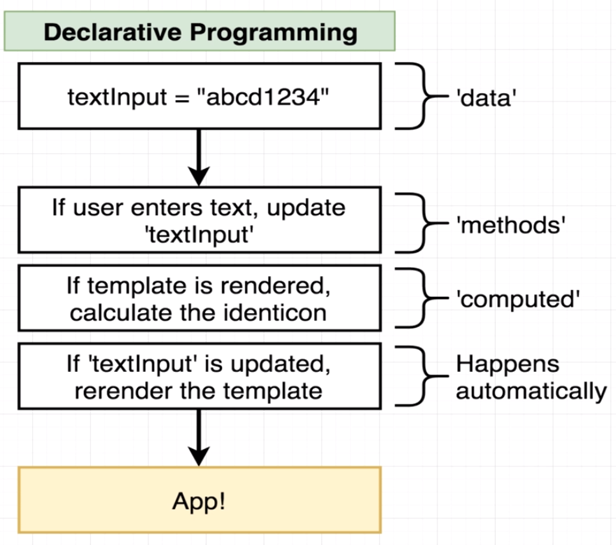 Declarative Programming
textInput = "abcd1234"
'data'
If user enters text, update
'textInput'
'methods'
If template is rendered,
calculate the identicon
'computed'
If 'textInput' is updated,
rerender the template
Happens
automatically
App!